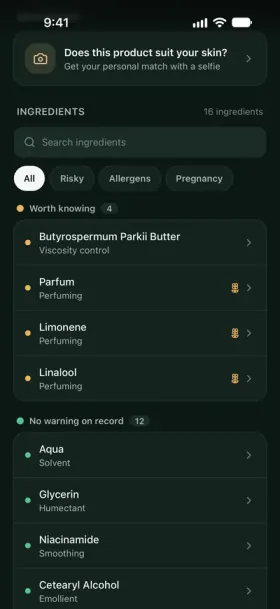 9:41
Does this product suit your skin?
Get your personal match with a selfie
INGREDIENTS
16 ingredients
Search ingredients
All
Risky
Allergens
Pregnancy
Worth knowing 4
Butyrospermum Parkii Butter
Viscosity control
Parfum
Perfuming
Limonene
Perfuming
Linalool
Perfuming
No warning on record 12
Aqua
Solvent
Glycerin
Humectant
Niacinamide
Smoothing
Cetearyl Alcohol
Emollient